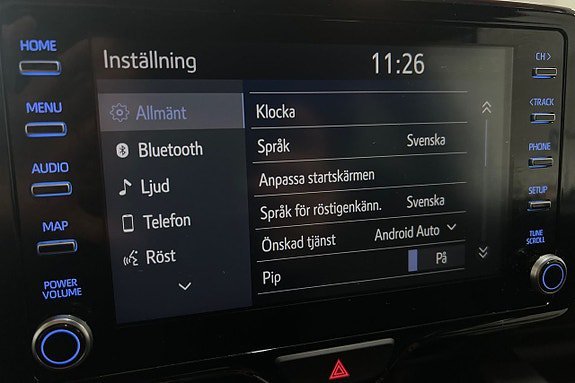 HOME
MENU
AUDIO
MAP
POWER
VOLUME
Inställning
11:26
Allmänt
Bluetooth
Ljud
Telefon
Röst
Klocka
Språk Svenska
Anpassa startskärmen
Språk för röstigenkänn. Svenska
Önskad tjänst Android Auto
Pip På
CH>
<TRACK
PHONE
SETUP
TUNE
SCROLL